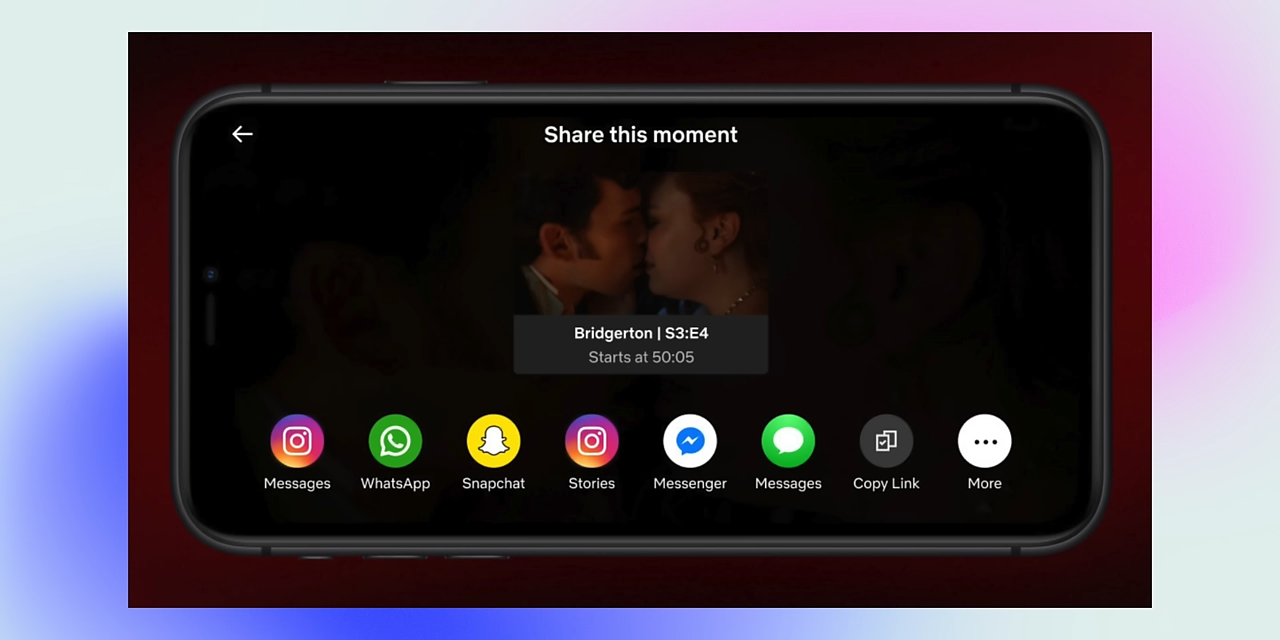 Share this moment
Bridgerton | S3:E4
Starts at 50:05
Messages
WhatsApp
Snapchat
Stories
Messenger
Messages
Copy Link
More